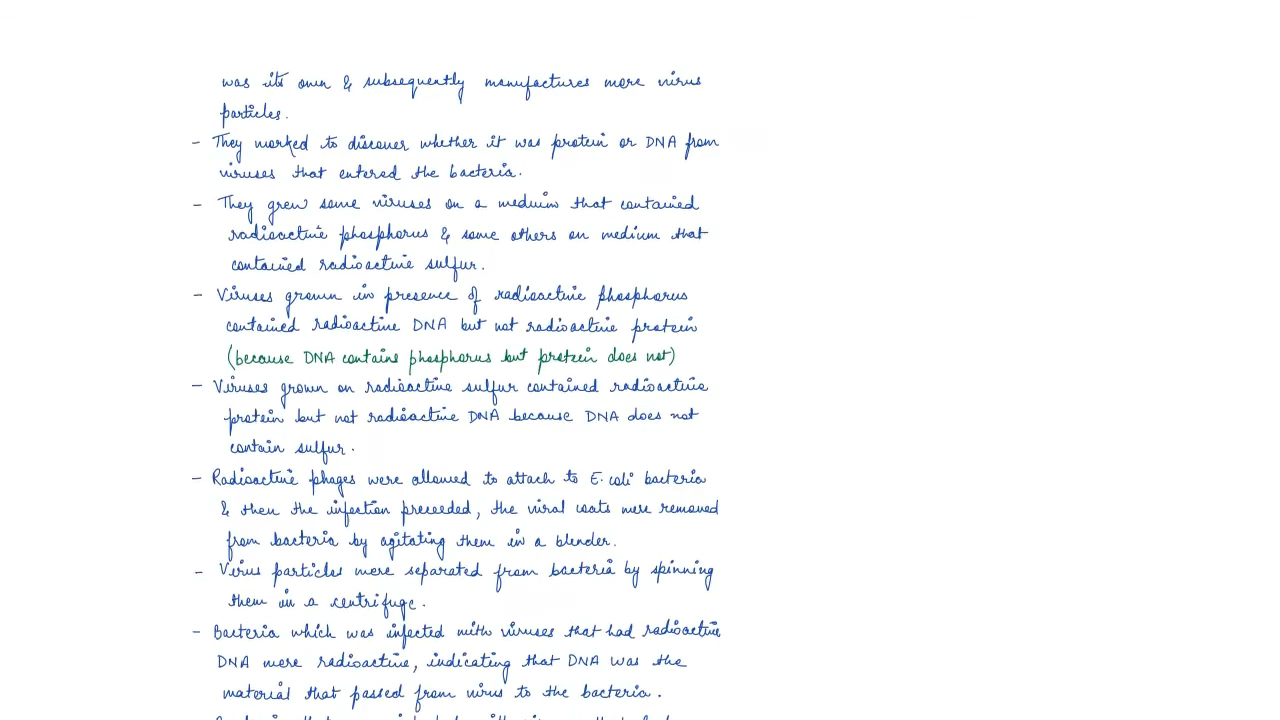 was its own & subsequently manufactures more virus
particles.
- They worked to discover whether it was protein or DNA from
viruses that entered the bacteria.
- They grew some viruses on a medium that contained
radioactive phosphorus & some others on medium that
contained radioactive sulfur.
- Viruses grown in presence of radioactive phosphorus
contained radioactive DNA but not radioactive protein
(because DNA contains phosphorus but protein does not)
- Viruses grown on radioactive sulfur contained radioactive
protein but not radioactive DNA because DNA does not
contain sulfur.
- Radioactive phages were allowed to attach to E. coli bacteria
& then the infection preceeded, the viral coats were removed
from bacteria by agitating them in a blender.
- Virus particles were separated from bacteria by spinning
them in a centrifuge.
- Bacteria which was infected with viruses that had radioactive
DNA were radioactive, indicating that DNA was the
material that passed from virus to the bacteria.